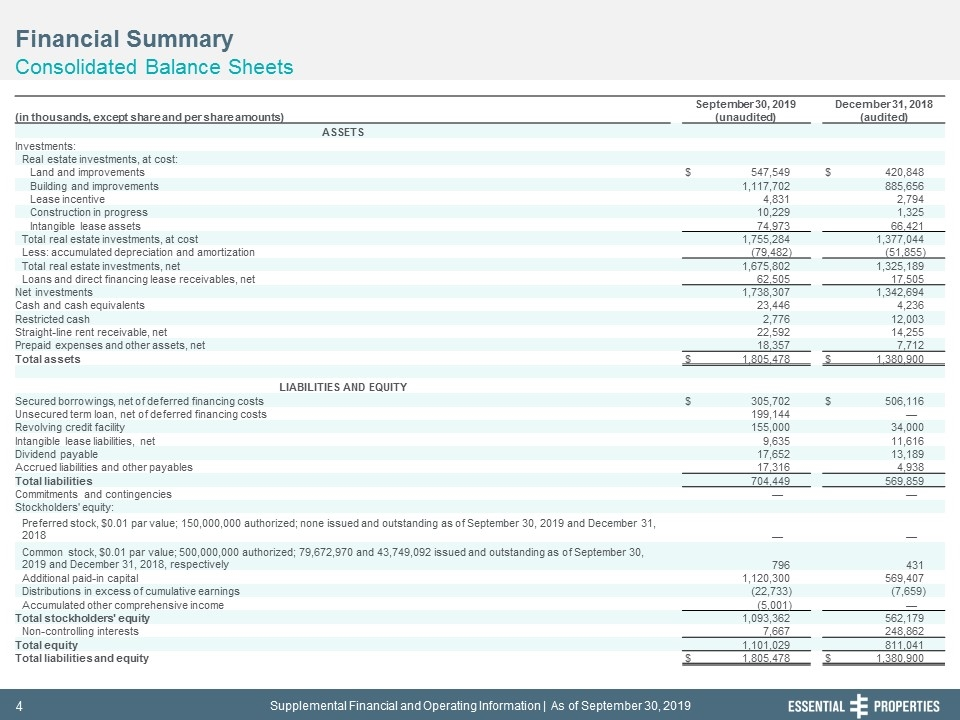 Financial Summary
Consolidated Balance Sheets
(in thousands, except share and per share amounts) September 30, 2019 (unaudited) December 31, 2018 (audited)
ASSETS
Investments:
Real estate investments, at cost:
Land and improvements $ 547,549 $ 420,848
Building and improvements 1,117,702 885,656
Lease incentive 4,831 2,794
Construction in progress 10,229 1,325
Intangible lease assets 74,973 66,421
Total real estate investments, at cost 1,755,284 1,377,044
Less: accumulated depreciation and amortization (79,482) (51,855)
Total real estate investments, net 1,675,802 1,325,189
Loans and direct financing lease receivables, net 62,505 17,505
Net investments 1,738,307 1,342,694
Cash and cash equivalents 23,446 4,236
Restricted cash 2,776 12,003
Straight-line rent receivable, net 22,592 14,255
Prepaid expenses and other assets, net 18,357 7,712
Total assets $ 1,805,478 $ 1,380,900
LIABILITIES AND EQUITY
Secured borrowings, net of deferred financing costs $ 305,702 $ 506,116
Unsecured term loan, net of deferred financing costs 199,144 —
Revolving credit facility 155,000 34,000
Intangible lease liabilities, net 9,635 11,616
Dividend payable 17,652 13,189
Accrued liabilities and other payables 17,316 4,938
Total liabilities 704,449 569,859
Commitments and contingencies — —
Stockholders' equity:
Preferred stock, $0.01 par value; 150,000,000 authorized; none issued and outstanding as of September 30, 2019 and December 31,
2018 — —
Common stock, $0.01 par value; 500,000,000 authorized; 79,672,970 and 43,749,092 issued and outstanding as of September 30,
2019 and December 31, 2018, respectively 796 431
Additional paid-in capital 1,120,300 569,407
Distributions in excess of cumulative earnings (22,733) (7,659)
Accumulated other comprehensive income (5,001) —
Total stockholders' equity 1,093,362 562,179
Non-controlling interests 7,667 248,862
Total equity 1,101,029 811,041
Total liabilities and equity $ 1,805,478 $ 1,380,900
4 Supplemental Financial and Operating Information | As of September 30, 2019 ESSENTIAL PROPERTIES